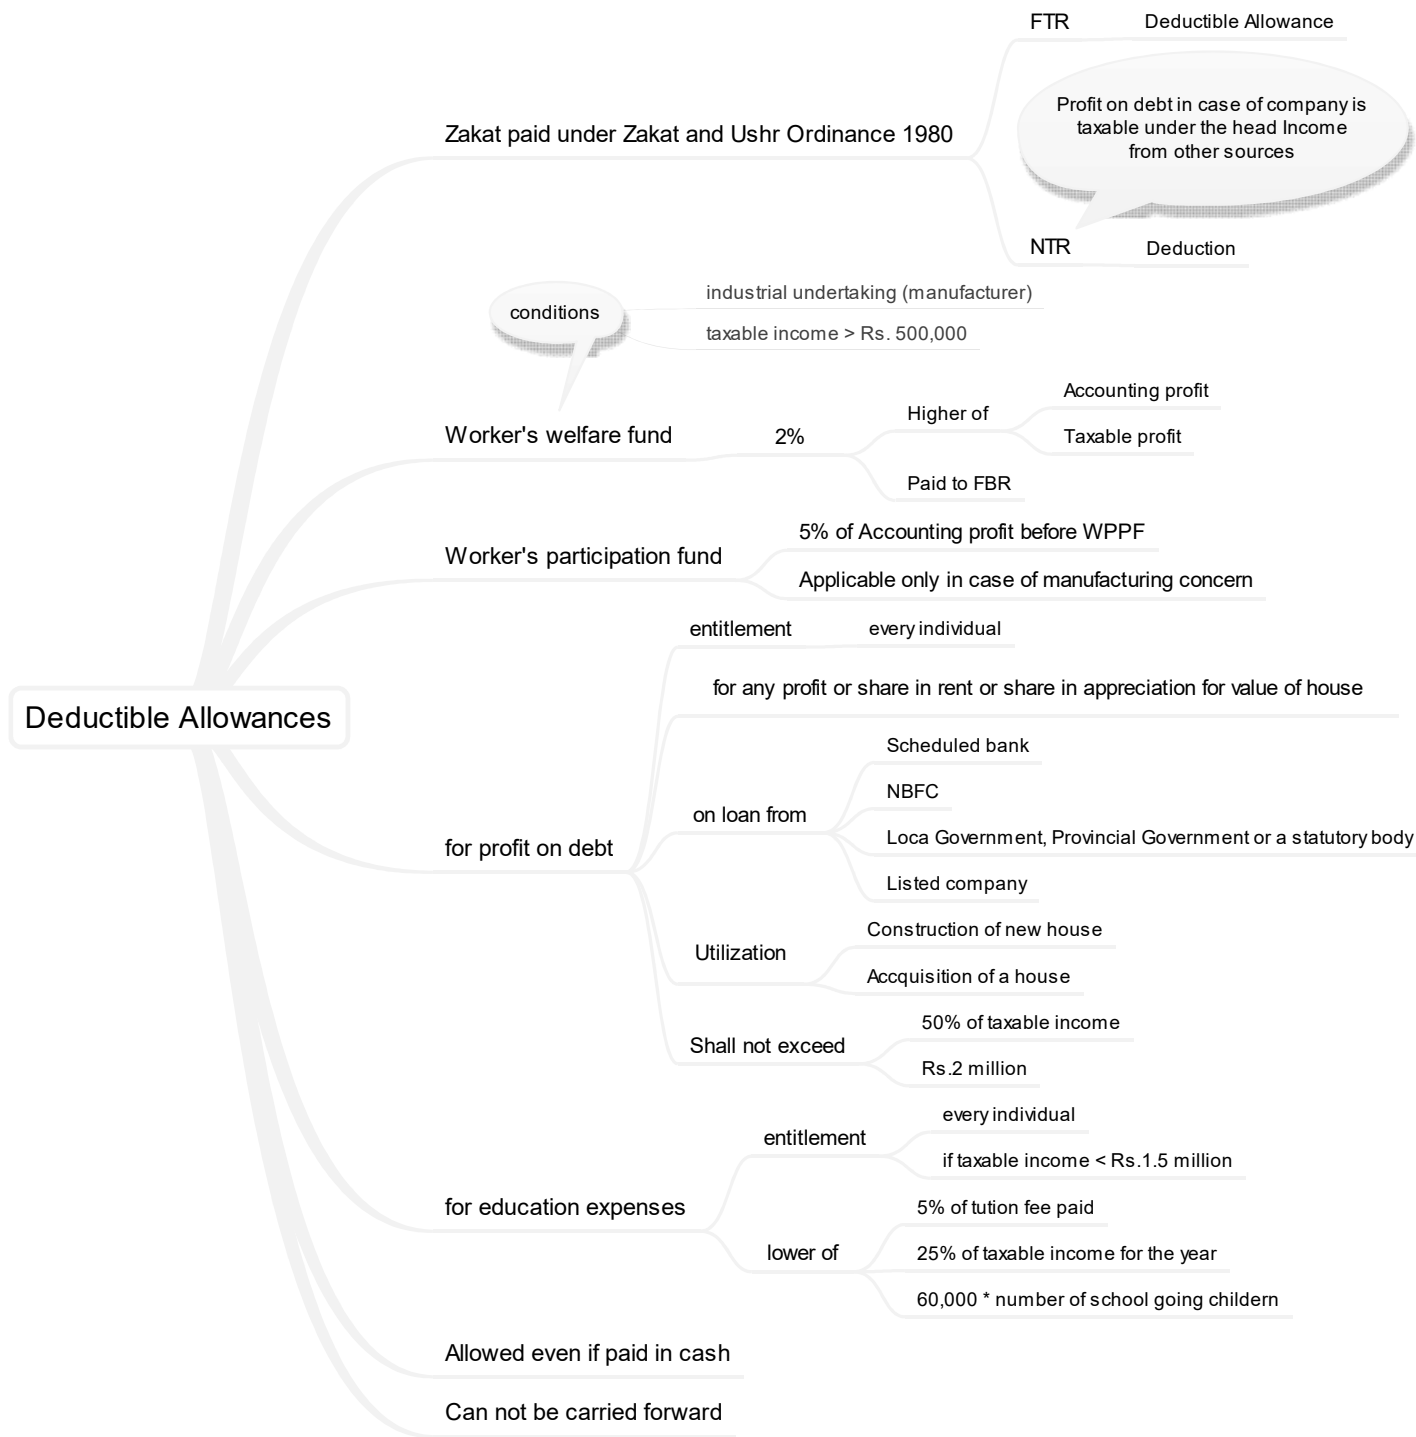 Deductible Allowances
Zakat paid under Zakat and Ushr Ordinance 1980
FTR
Deductible Allowance
Profit on debt in case of company is
taxable under the head Income
from other sources
NTR
Deduction
conditions
industrial undertaking (manufacturer)
taxable income > Rs. 500,000
Worker's welfare fund
2%
Higher of
Accounting profit
Taxable profit
Paid to FBR
Worker's participation fund
5% of Accounting profit before WPPF
Applicable only in case of manufacturing concern
for profit on debt
entitlement
every individual
for any profit or share in rent or share in appreciation for value of house
on loan from
Scheduled bank
NBFC
Loca Government, Provincial Government or a statutory body
Listed company
Utilization
Construction of new house
Accquisition of a house
Shall not exceed
50% of taxable income
Rs.2 million
for education expenses
entitlement
every individual
if taxable income < Rs.1.5 million
lower of
5% of tution fee paid
25% of taxable income for the year
60,000 * number of school going childern
Allowed even if paid in cash
Can not be carried forward